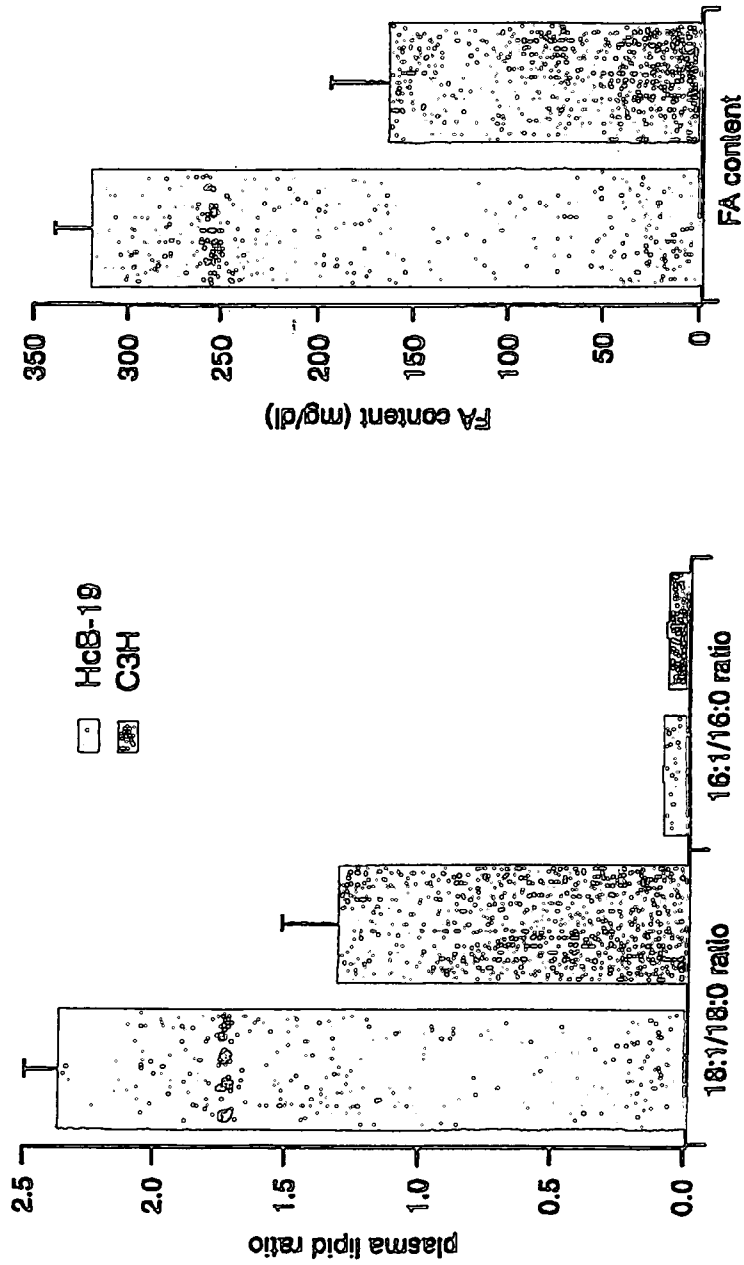 plasma lipid ratio
2.5
2.0
1.5
1.0
0.5
0.0
HcB-19
C3H
18:1/18:0 ratio
16:1/16:0 ratio
FA content (mg/dl)
350
300
250
200
150
100
50
0
FA content